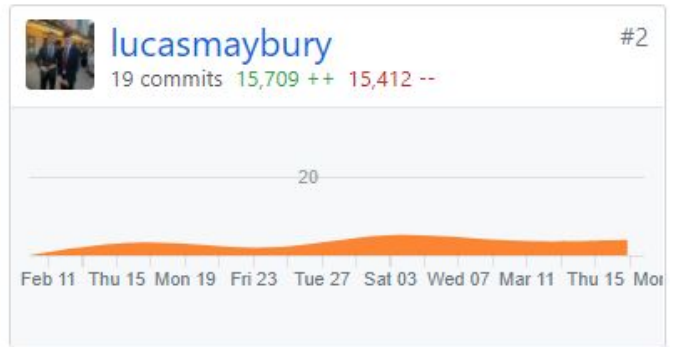 lucasmaybury #2
19 commits 15,709 ++ 15,412 --
20
Feb 11 Thu 15 Mon 19 Fri 23 Tue 27 Sat 03 Wed 07 Mar 11 Thu 15 Mo